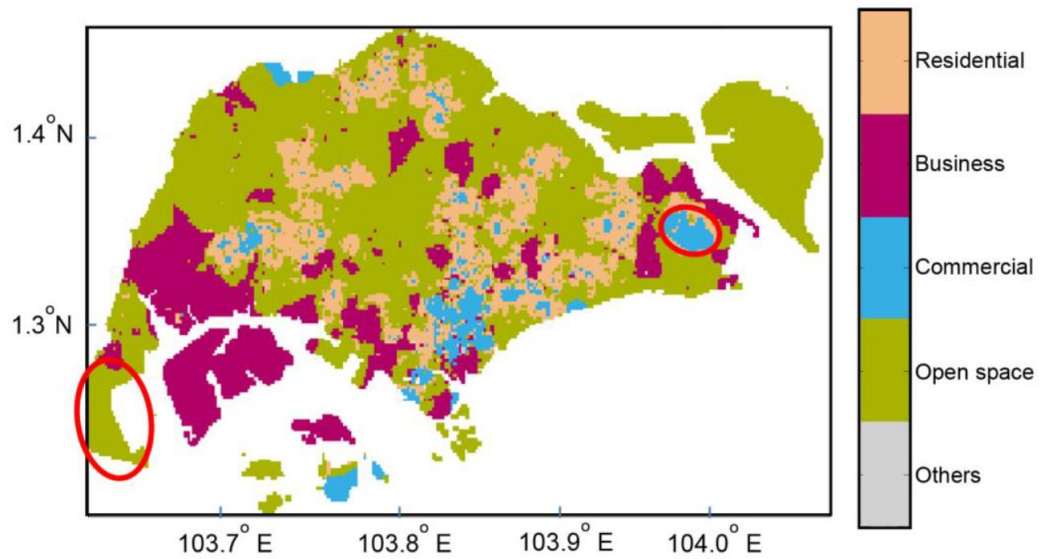 1.4°N
1.3°N
103.7° E
103.8° E
103.9° E
104.0° E
Residential
Business
Commercial
Open space
Others